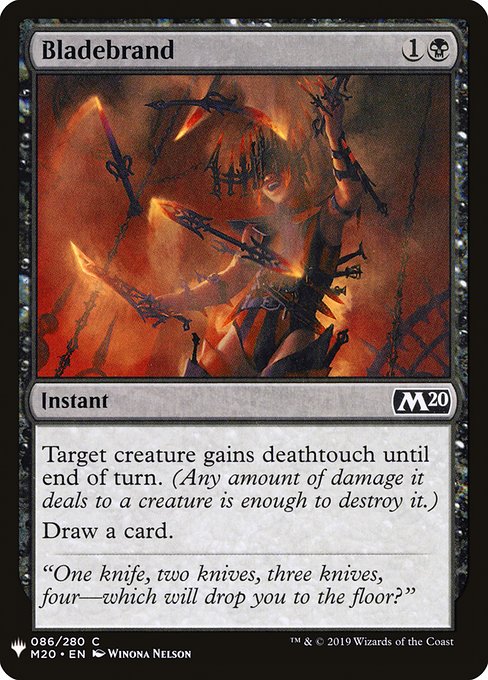 Bladebrand 1
Instant M20
Target creature gains deathtouch until
end of turn. (Any amount of damage it
deals to a creature is enough to destroy it.)
Draw a card.
“One knife, two knives, three knives,
four—which will drop you to the floor?”
086/280 C
M20 • EN Winona Nelson
™ & © 2019 Wizards of the Coast